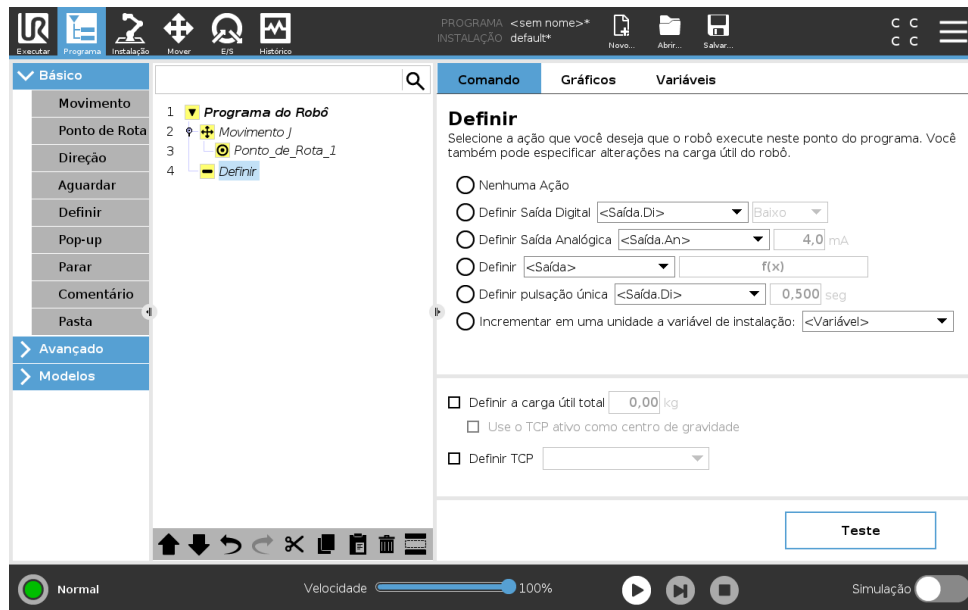 UR
PROGRAMA <sem nome>*
INSTALAÇÃO default*
Executar Programa Instalação Mover E/S Histórico Novo... Abrir... Salvar...
C C
C C
Básico
Movimento
Ponto de Rota
Direção
Aguardar
Definir
Pop-up
Parar
Comentário
Pasta
Avançado
Modelos
1 Programa do Robô
2 Movimento J
3 Ponto_de_Rota_1
4 Definir
Comando Gráficos Variáveis
Definir
Selecione a ação que você deseja que o robô execute neste ponto do programa. Você
também pode especificar alterações na carga útil do robô.
Nenhuma Ação
Definir Saída Digital <Saída.Di> Baixo
Definir Saída Analógica <Saída.An> 4,0 mA
Definir <Saída> f(x)
Definir pulsação única <Saída.Di> 0,500 seg
Incrementar em uma unidade a variável de instalação: <Variável>
Definir a carga útil total 0,00 kg
Use o TCP ativo como centro de gravidade
Definir TCP
Teste
Normal Velocidade 100% Simulação